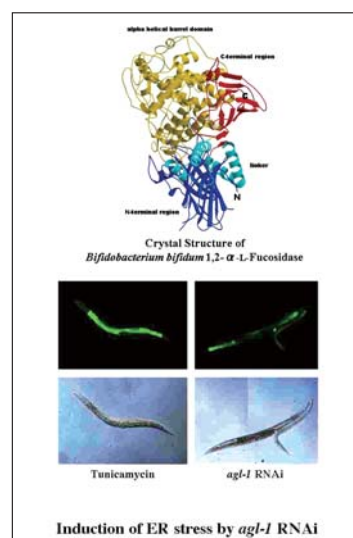 alpha helical barrel domain
C-terminal region
C
linker
N
N-terminal region
Crystal Structure of
Bifidobacterium bifidum 1,2-α-L-Fucosidase
Tunicamycin
agl-1 RNAi
Induction of ER stress by agl-1 RNAi